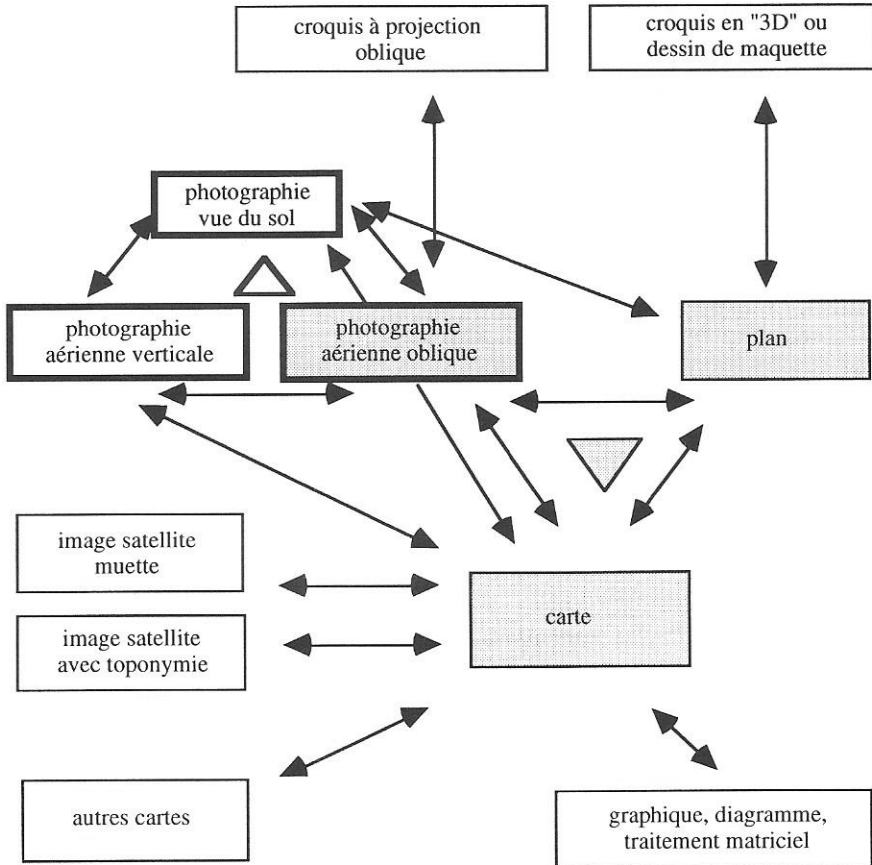 croquis à projection
oblique
croquis en "3D" ou
dessin de maquette
photographie
vue du sol
photographie
aérienne verticale
photographie
aérienne oblique
plan
image satellite
muette
carte
image satellite
avec toponymie
autres cartes
graphique, diagramme,
traitement matriciel